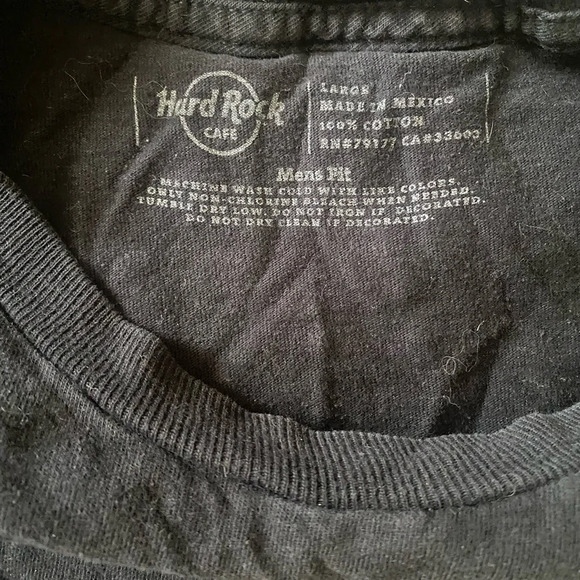 Hard Rock
CAFE
LARGE
MADE IN MEXICO
100% COTTON
RN#79177 CA#33603
Mens Fit
MACHINE WASH COLD WITH LIKE COLORS.
ONLY NON-CHLORINE BLEACH WHEN NEEDED.
TUMBLE DRY LOW. DO NOT IRON IF DECORATED.
DO NOT DRY CLEAN IF DECORATED.